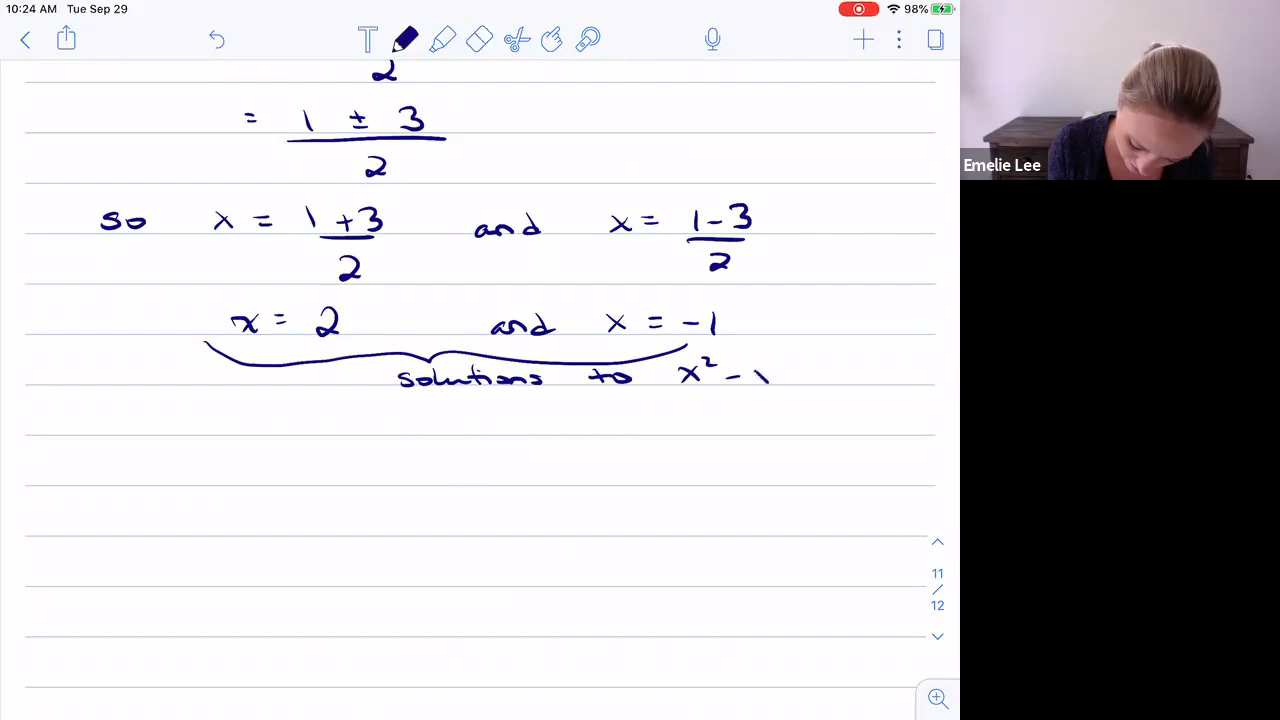 10:24 AM Tue Sep 29
98%
T
2
= 1 ± 3
2
so x = 1 + 3 and x = 1 - 3
2 2
x = 2 and x = -1
solutions to x² - x
Emelie Lee
11
/
12